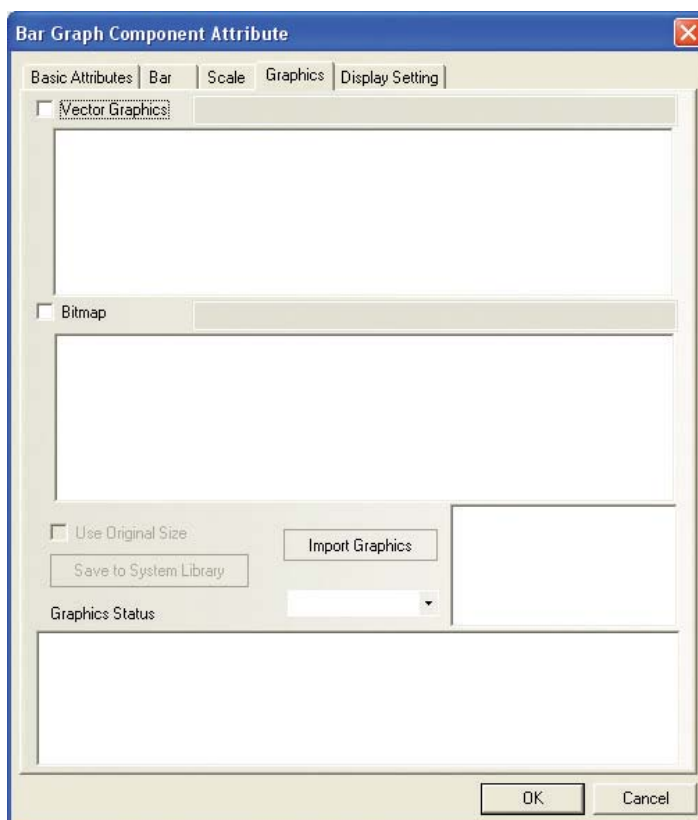 Bar Graph Component Attribute
Basic Attributes Bar Scale Graphics Display Setting
Vector Graphics
Bitmap
Use Original Size
Import Graphics
Save to System Library
Graphics Status
OK Cancel